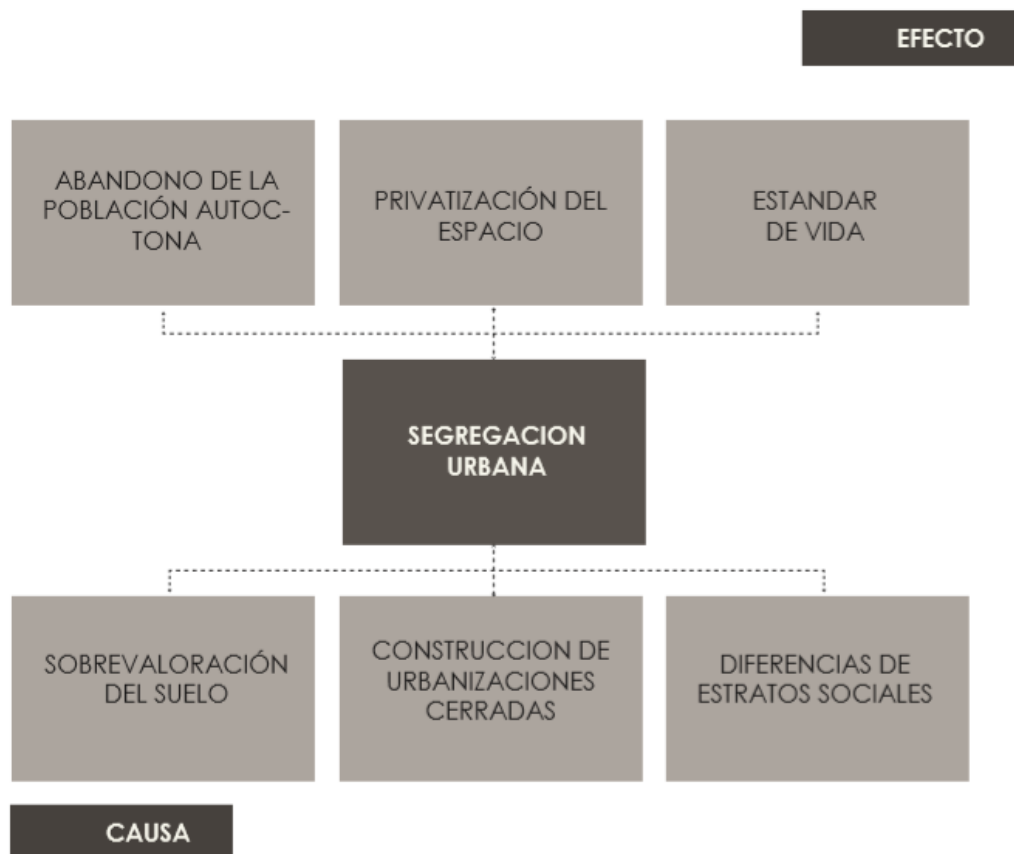 EFECTO
ABANDONO DE LA
POBLACIÓN AUTOC-
TONA
PRIVATIZACIÓN DEL
ESPACIO
ESTANDAR
DE VIDA
SEGREGACION
URBANA
SOBREVALORACIÓN
DEL SUELO
CONSTRUCCION DE
URBANIZACIONES
CERRADAS
DIFERENCIAS DE
ESTRATOS SOCIALES
CAUSA